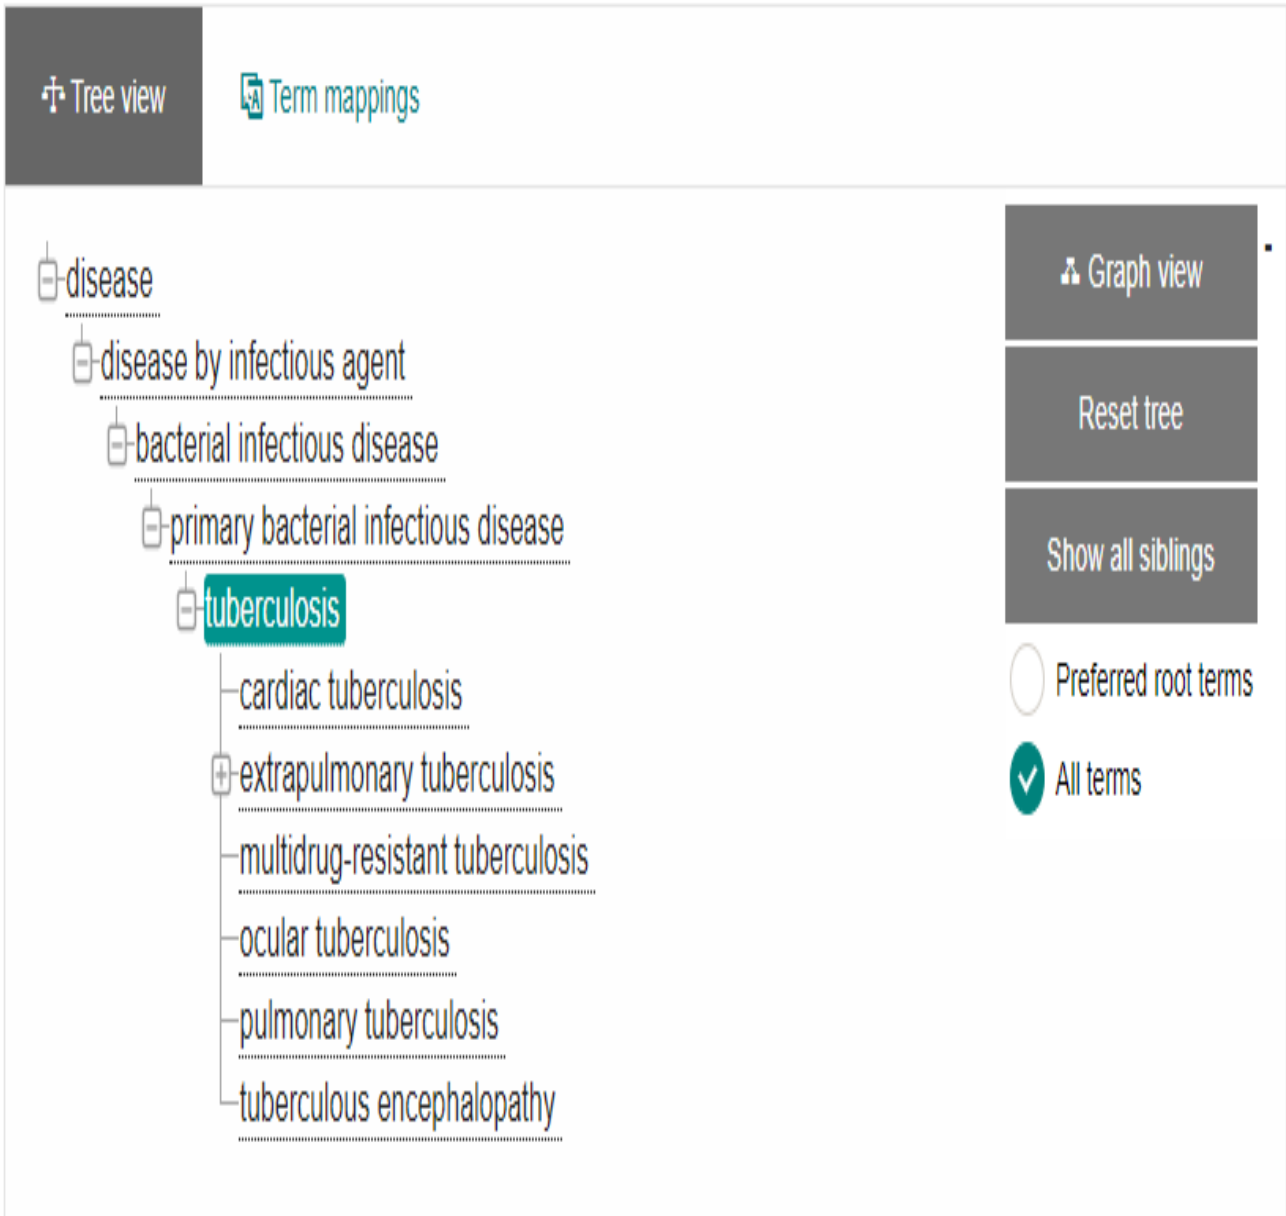 Tree view
Term mappings
disease
disease by infectious agent
bacterial infectious disease
primary bacterial infectious disease
tuberculosis
cardiac tuberculosis
extrapulmonary tuberculosis
multidrug-resistant tuberculosis
ocular tuberculosis
pulmonary tuberculosis
tuberculous encephalopathy
Graph view
Reset tree
Show all siblings
Preferred root terms
All terms